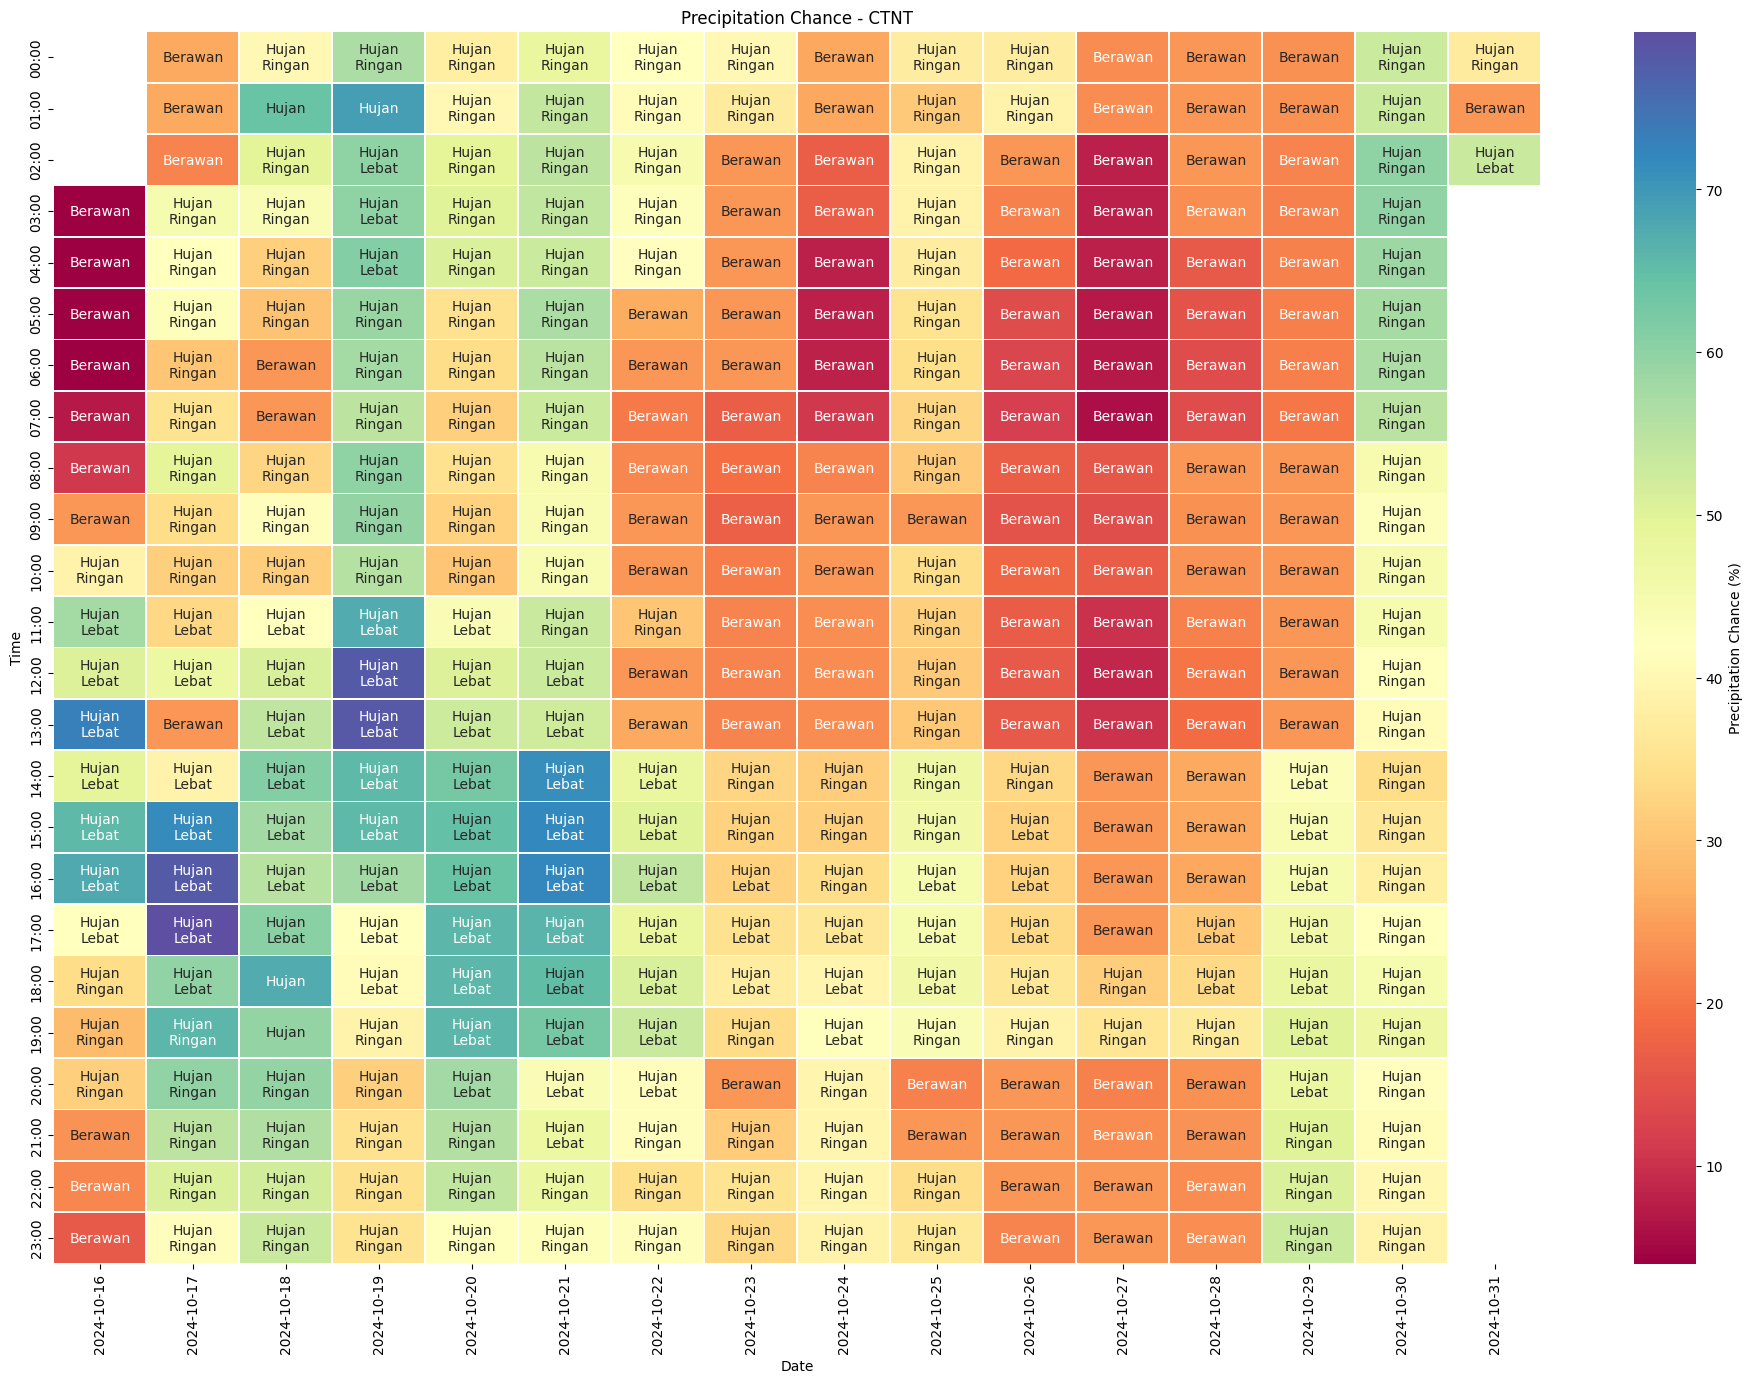 Precipitation Chance - CTNT
00:00 Berawan Hujan Ringan Hujan Ringan Hujan Ringan Hujan Ringan Hujan Ringan Hujan Ringan Berawan Hujan Ringan Hujan Ringan Berawan Berawan Berawan Hujan Ringan Hujan Ringan
01:00 Berawan Hujan Hujan Hujan Ringan Hujan Ringan Hujan Ringan Hujan Ringan Berawan Hujan Ringan Hujan Ringan Berawan Berawan Berawan Hujan Ringan Berawan
02:00 Berawan Hujan Ringan Hujan Lebat Hujan Ringan Hujan Ringan Hujan Ringan Berawan Berawan Hujan Ringan Berawan Berawan Berawan Berawan Hujan Ringan Hujan Lebat
03:00 Berawan Hujan Ringan Hujan Ringan Hujan Lebat Hujan Ringan Hujan Ringan Hujan Ringan Berawan Berawan Hujan Ringan Berawan Berawan Berawan Berawan Hujan Ringan
04:00 Berawan Hujan Ringan Hujan Ringan Hujan Lebat Hujan Ringan Hujan Ringan Hujan Ringan Berawan Berawan Hujan Ringan Berawan Berawan Berawan Berawan Hujan Ringan
05:00 Berawan Hujan Ringan Hujan Ringan Hujan Ringan Hujan Ringan Hujan Ringan Berawan Berawan Berawan Hujan Ringan Berawan Berawan Berawan Berawan Hujan Ringan
06:00 Berawan Hujan Ringan Berawan Hujan Ringan Hujan Ringan Hujan Ringan Berawan Berawan Berawan Hujan Ringan Berawan Berawan Berawan Berawan Hujan Ringan
07:00 Berawan Hujan Ringan Berawan Hujan Ringan Hujan Ringan Hujan Ringan Berawan Berawan Berawan Hujan Ringan Berawan Berawan Berawan Berawan Hujan Ringan
08:00 Berawan Hujan Ringan Hujan Ringan Hujan Ringan Hujan Ringan Hujan Ringan Berawan Berawan Berawan Hujan Ringan Berawan Berawan Berawan Berawan Hujan Ringan
09:00 Berawan Hujan Ringan Hujan Ringan Hujan Ringan Hujan Ringan Hujan Ringan Berawan Berawan Berawan Berawan Berawan Berawan Berawan Berawan Hujan Ringan
10:00 Hujan Ringan Hujan Ringan Hujan Ringan Hujan Ringan Hujan Ringan Hujan Ringan Berawan Berawan Berawan Hujan Ringan Berawan Berawan Berawan Berawan Hujan Ringan
11:00 Hujan Lebat Hujan Lebat Hujan Lebat Hujan Lebat Hujan Lebat Hujan Ringan Hujan Ringan Berawan Berawan Hujan Ringan Berawan Berawan Berawan Berawan Hujan Ringan
12:00 Hujan Lebat Hujan Lebat Hujan Lebat Hujan Lebat Hujan Lebat Hujan Lebat Berawan Berawan Berawan Hujan Ringan Berawan Berawan Berawan Berawan Hujan Ringan
13:00 Hujan Lebat Berawan Hujan Lebat Hujan Lebat Hujan Lebat Hujan Lebat Berawan Berawan Berawan Hujan Ringan Berawan Berawan Berawan Berawan Hujan Ringan
14:00 Hujan Lebat Hujan Lebat Hujan Lebat Hujan Lebat Hujan Lebat Hujan Lebat Hujan Lebat Hujan Ringan Hujan Ringan Hujan Ringan Hujan Ringan Berawan Berawan Hujan Lebat Hujan Ringan
15:00 Hujan Lebat Hujan Lebat Hujan Lebat Hujan Lebat Hujan Lebat Hujan Lebat Hujan Lebat Hujan Ringan Hujan Ringan Hujan Ringan Hujan Lebat Berawan Berawan Hujan Lebat Hujan Ringan
16:00 Hujan Lebat Hujan Lebat Hujan Lebat Hujan Lebat Hujan Lebat Hujan Lebat Hujan Lebat Hujan Lebat Hujan Ringan Hujan Lebat Hujan Lebat Berawan Berawan Hujan Lebat Hujan Ringan
17:00 Hujan Lebat Hujan Lebat Hujan Lebat Hujan Lebat Hujan Lebat Hujan Lebat Hujan Lebat Hujan Lebat Hujan Lebat Hujan Lebat Hujan Lebat Berawan Hujan Lebat Hujan Lebat Hujan Ringan
18:00 Hujan Ringan Hujan Lebat Hujan Hujan Lebat Hujan Lebat Hujan Lebat Hujan Lebat Hujan Lebat Hujan Lebat Hujan Lebat Hujan Lebat Hujan Ringan Hujan Lebat Hujan Lebat Hujan Ringan
19:00 Hujan Ringan Hujan Ringan Hujan Hujan Ringan Hujan Lebat Hujan Lebat Hujan Lebat Hujan Ringan Hujan Lebat Hujan Ringan Hujan Ringan Hujan Ringan Hujan Ringan Hujan Lebat Hujan Ringan
20:00 Hujan Ringan Hujan Ringan Hujan Ringan Hujan Ringan Hujan Lebat Hujan Lebat Hujan Lebat Berawan Hujan Ringan Berawan Berawan Berawan Berawan Hujan Lebat Hujan Ringan
21:00 Berawan Hujan Ringan Hujan Ringan Hujan Ringan Hujan Ringan Hujan Lebat Hujan Ringan Hujan Ringan Hujan Ringan Berawan Berawan Berawan Berawan Hujan Ringan Hujan Ringan
22:00 Berawan Hujan Ringan Hujan Ringan Hujan Ringan Hujan Ringan Hujan Ringan Hujan Ringan Hujan Ringan Hujan Ringan Hujan Ringan Berawan Berawan Berawan Hujan Ringan Hujan Ringan
23:00 Berawan Hujan Ringan Hujan Ringan Hujan Ringan Hujan Ringan Hujan Ringan Hujan Ringan Hujan Ringan Hujan Ringan Hujan Ringan Berawan Berawan Berawan Hujan Ringan Hujan Ringan
Time
2024-10-16 2024-10-17 2024-10-18 2024-10-19 2024-10-20 2024-10-21 2024-10-22 2024-10-23 2024-10-24 2024-10-25 2024-10-26 2024-10-27 2024-10-28 2024-10-29 2024-10-30 2024-10-31
Date
70
60
50
40
30
20
10
Precipitation Chance (%)